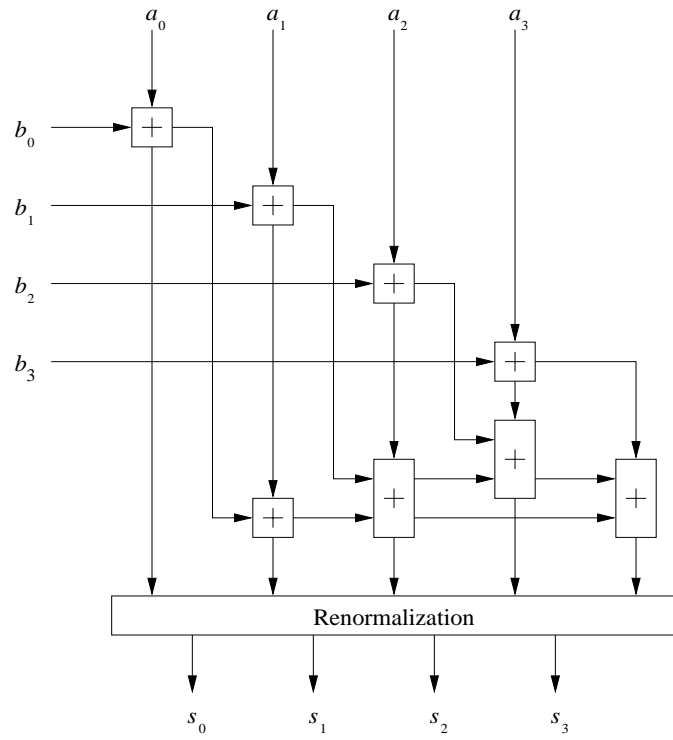 a₀ a₁ a₂ a₃
b₀
+
b₁
+
b₂
+
b₃
+
+
+
+
+
Renormalization
s₀ s₁ s₂ s₃